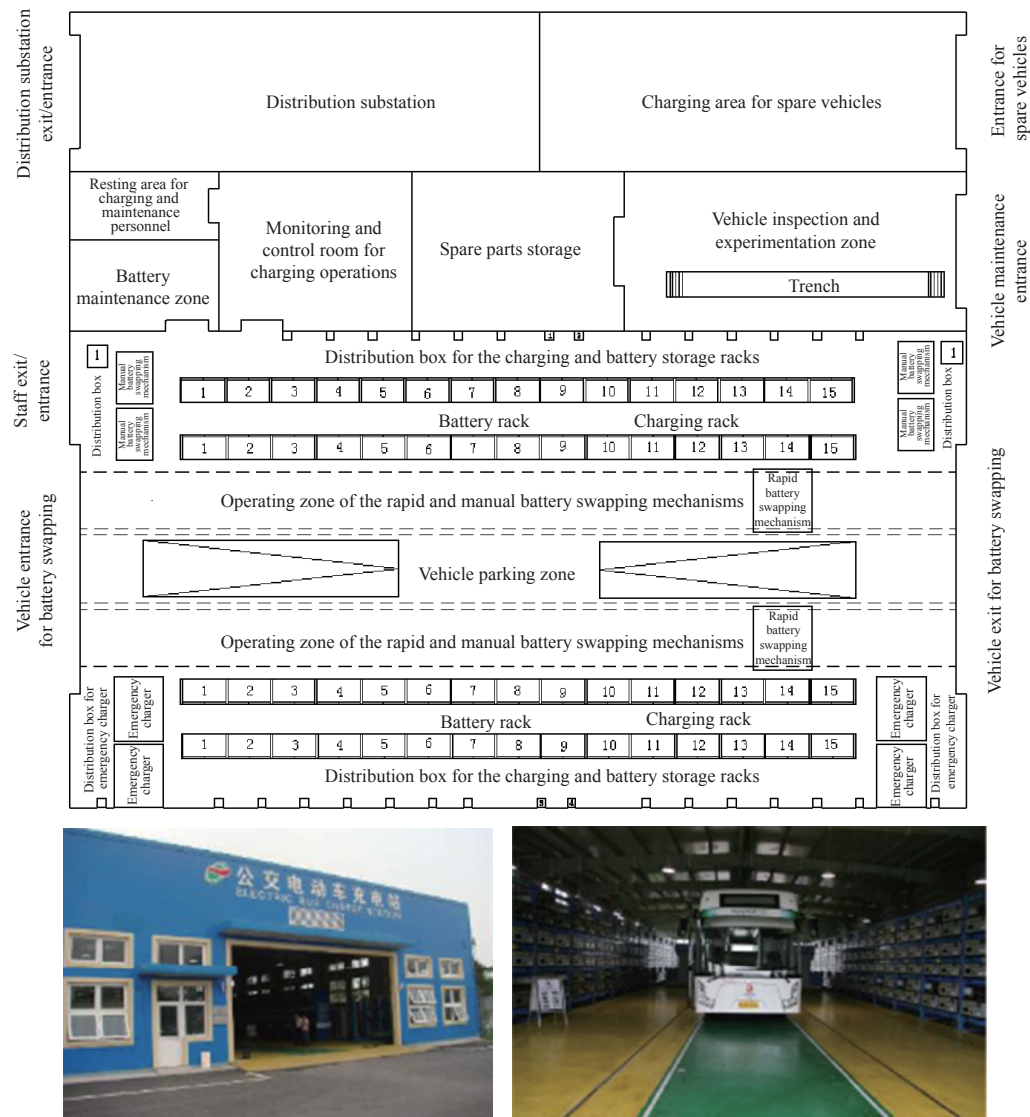 Distribution substation
exit/entrance
Distribution substation
Charging area for spare vehicles
Entrance for
spare vehicles
Resting area for
charging and
maintenance
personnel
Monitoring and
control room for
charging operations
Spare parts storage
Vehicle inspection and
experimentation zone
Trench
Vehicle maintenance
entrance
Battery
maintenance zone
1 2
Staff exit/
entrance
1
Distribution box
Manual
battery
swapping
mechanism
Manual
battery
swapping
mechanism
Distribution box for the charging and battery storage racks
1 2 3 4 5 6 7 8 9 10 11 12 13 14 15
Battery rack
Charging rack
1 2 3 4 5 6 7 8 9 10 11 12 13 14 15
Manual
battery
swapping
mechanism
Manual
battery
swapping
mechanism
1
Distribution box
Vehicle entrance
for battery swapping
Operating zone of the rapid and manual battery swapping mechanisms
Rapid
battery
swapping
mechanism
Vehicle parking zone
Operating zone of the rapid and manual battery swapping mechanisms
Rapid
battery
swapping
mechanism
Vehicle exit for battery swapping
Distribution box for
emergency charger
Emergency
charger
Emergency
charger
1 2 3 4 5 6 7 8 9 10 11 12 13 14 15
Battery rack
Charging rack
1 2 3 4 5 6 7 8 9 10 11 12 13 14 15
Distribution box for the charging and battery storage racks
Emergency
charger
Emergency
charger
Distribution box for
emergency charger
3 4
公交电动车充电站
ELECTRIC BUS ENERGY STATION